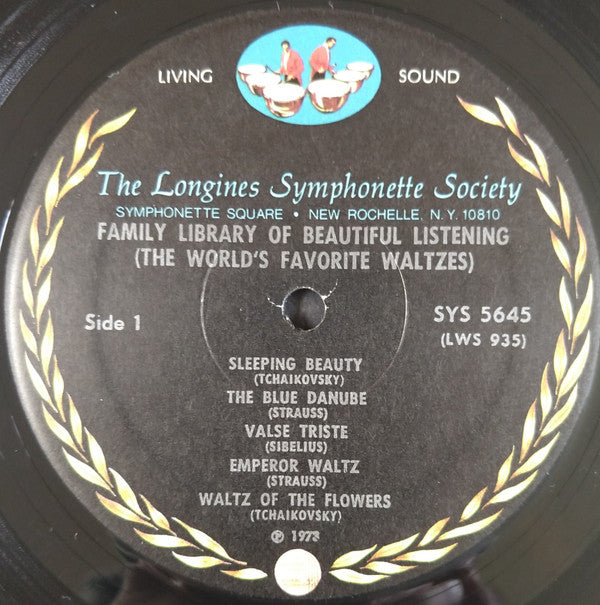 LIVING SOUND
The Longines Symphonette Society
SYMPHONETTE SQUARE • NEW ROCHELLE, N. Y. 10810
FAMILY LIBRARY OF BEAUTIFUL LISTENING
(THE WORLD'S FAVORITE WALTZES)
Side 1
SYS 5645
(LWS 935)
SLEEPING BEAUTY
(TCHAIKOVSKY)
THE BLUE DANUBE
(STRAUSS)
VALSE TRISTE
(SIBELIUS)
EMPEROR WALTZ
(STRAUSS)
WALTZ OF THE FLOWERS
(TCHAIKOVSKY)
℗ 1973